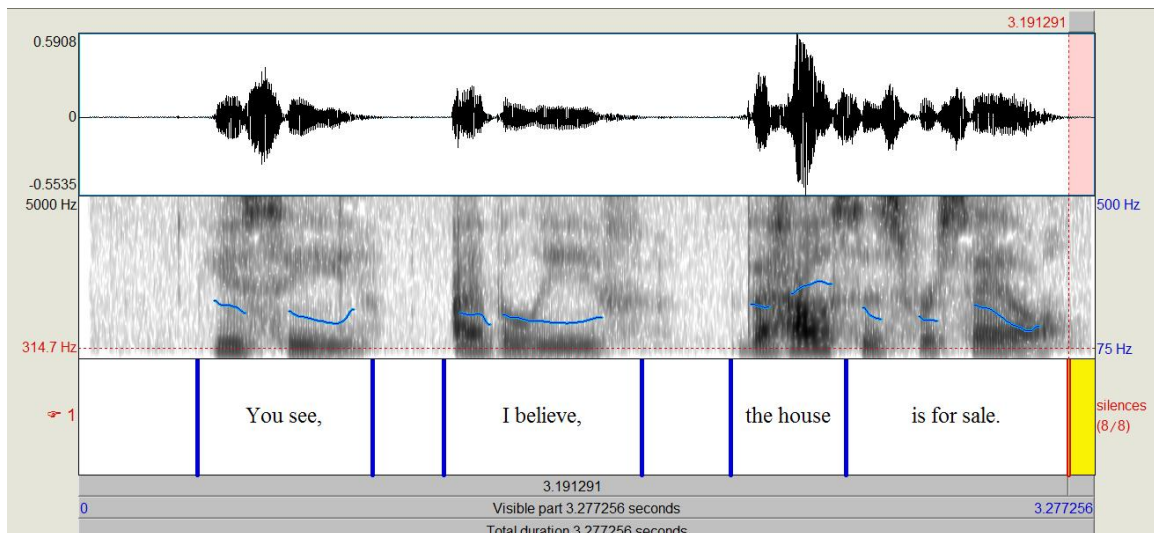 3.191291
0.5908
0
-0.5535
5000 Hz
500 Hz
314.7 Hz
75 Hz
☞ 1
You see,
I believe,
the house
is for sale.
silences
(8/8)
3.191291
0
Visible part 3.277256 seconds
3.277256
Total duration 3.277256 seconds